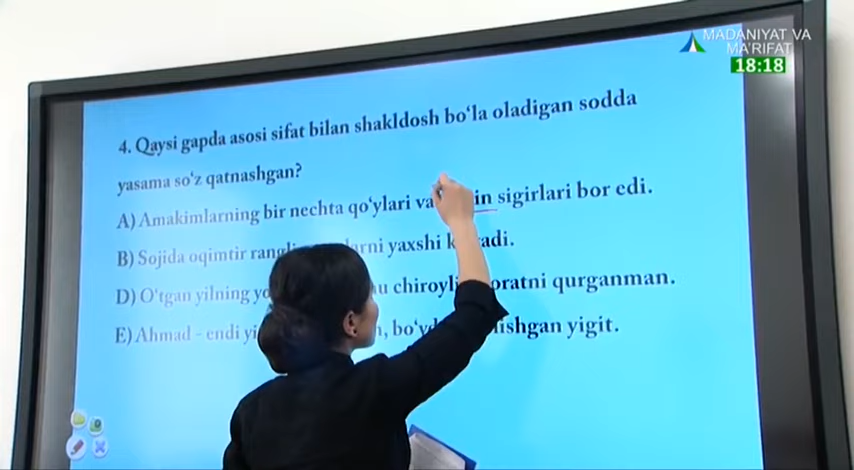 MADANIYAT VA
MA'RIFAT
18:18
4. Qaysi gapda asosi sifat bilan shakldosh bo'la oladigan sodda
yasama so'z qatnashgan?
A) Amakimlarning bir nechta qo'ylari va sigirlari bor edi.
B) Sojida oqimtir yaxshi
D) O'tgan yilning chiroyli qurganman.
E) Ahmad - endi yigit.